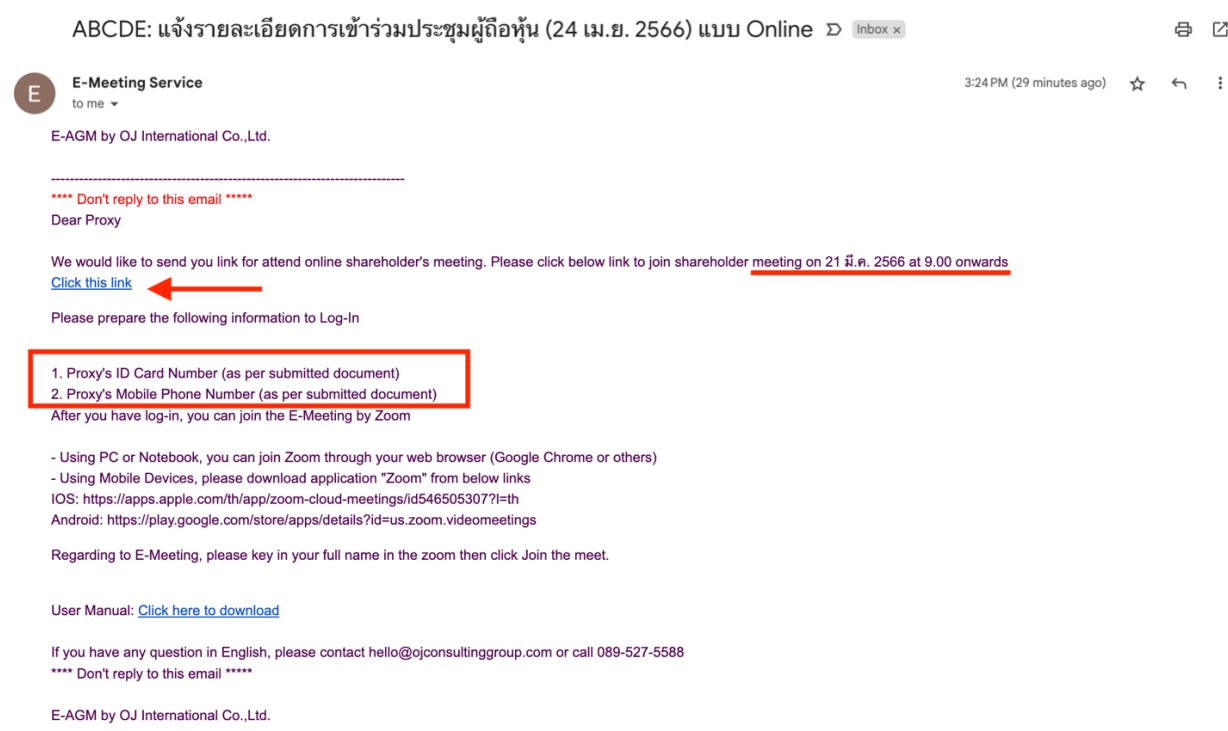 ABCDE: แจ้งรายละเอียดการเข้าร่วมประชุมผู้ถือหุ้น (24 เม.ย. 2566) แบบ Online Inbox x
E
E-Meeting Service
3:24 PM (29 minutes ago)
to me
E-AGM by OJ International Co.,Ltd.
----------------------------------------------------------------------------
**** Don't reply to this email *****
Dear Proxy
We would like to send you link for attend online shareholder's meeting. Please click below link to join shareholder meeting on 21 มี.ค. 2566 at 9.00 onwards
Click this link
Please prepare the following information to Log-In
1. Proxy's ID Card Number (as per submitted document)
2. Proxy's Mobile Phone Number (as per submitted document)
After you have log-in, you can join the E-Meeting by Zoom
- Using PC or Notebook, you can join Zoom through your web browser (Google Chrome or others)
- Using Mobile Devices, please download application "Zoom" from below links
IOS: https://apps.apple.com/th/app/zoom-cloud-meetings/id546505307?l=th
Android: https://play.google.com/store/apps/details?id=us.zoom.videomeetings
Regarding to E-Meeting, please key in your full name in the zoom then click Join the meet.
User Manual: Click here to download
If you have any question in English, please contact hello@ojconsultinggroup.com or call 089-527-5588
**** Don't reply to this email *****
E-AGM by OJ International Co.,Ltd.